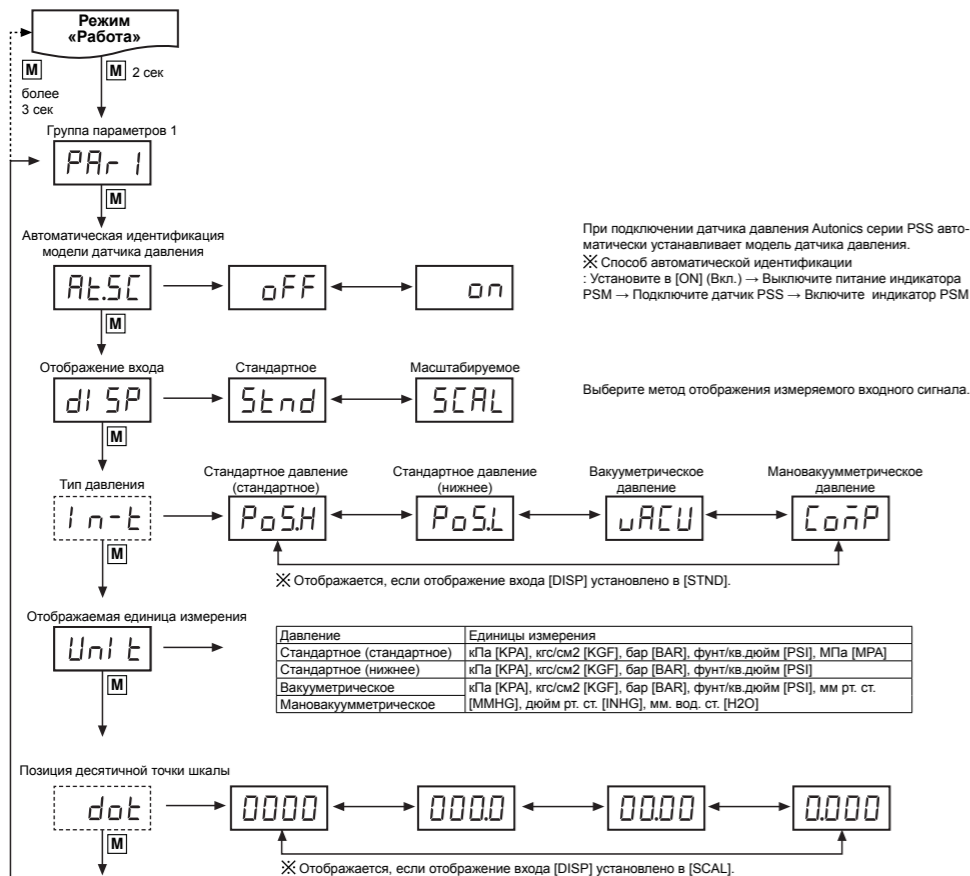 Режим
«Работа»
M
M 2 сек
более
3 сек
Группа параметров 1
PAr 1
M
Автоматическая идентификация
модели датчика давления
At.SC
oFF
on
При подключении датчика давления Autonics серии PSS авто-
матически устанавливает модель датчика давления.
※ Способ автоматической идентификации
: Установите в [ON] (Вкл.) → Выключите питание индикатора
PSM → Подключите датчик PSS → Включите индикатор PSM
M
Отображение входа
Стандартное
Масштабируемое
dI SP
Stnd
SCAL
Выберите метод отображения измеряемого входного сигнала.
M
Тип давления
Стандартное давление
(стандартное)
Стандартное давление
(нижнее)
Вакууметрическое
давление
Мановакуумметрическое
давление
I n-t
PoS.H
PoS.L
uACU
ComP
M
※ Отображается, если отображение входа [DISP] установлено в [STND].
Отображаемая единица измерения
UnI t
M
Давление Единицы измерения
Стандартное (стандартное) кПа [KPA], кгс/см2 [KGF], бар [BAR], фунт/кв.дюйм [PSI], МПа [MPA]
Стандартное (нижнее) кПа [KPA], кгс/см2 [KGF], бар [BAR], фунт/кв.дюйм [PSI]
Вакууметрическое кПа [KPA], кгс/см2 [KGF], бар [BAR], фунт/кв.дюйм [PSI], мм рт. ст.
Мановакуумметрическое [MMHG], дюйм рт. ст. [INHG], мм. вод. ст. [H2O]
Позиция десятичной точки шкалы
dot
0000
000.0
00.00
0.000
M
※ Отображается, если отображение входа [DISP] установлено в [SCAL].